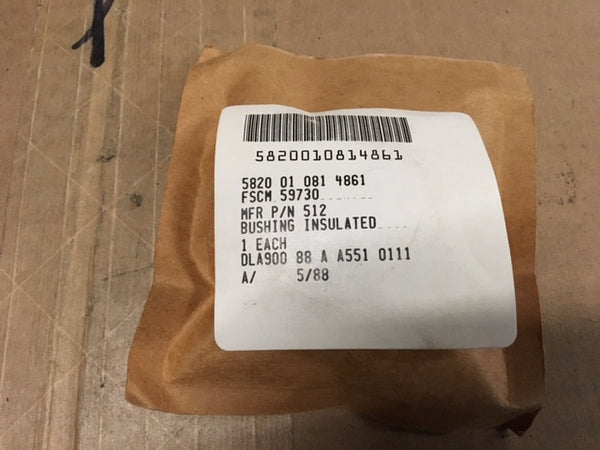 5820010814861
5820 01 081 4861
FSCM 59730
MFR P/N 512
BUSHING INSULATED
1 EACH
DLA900 88 A A551 0111
A/ 5/88